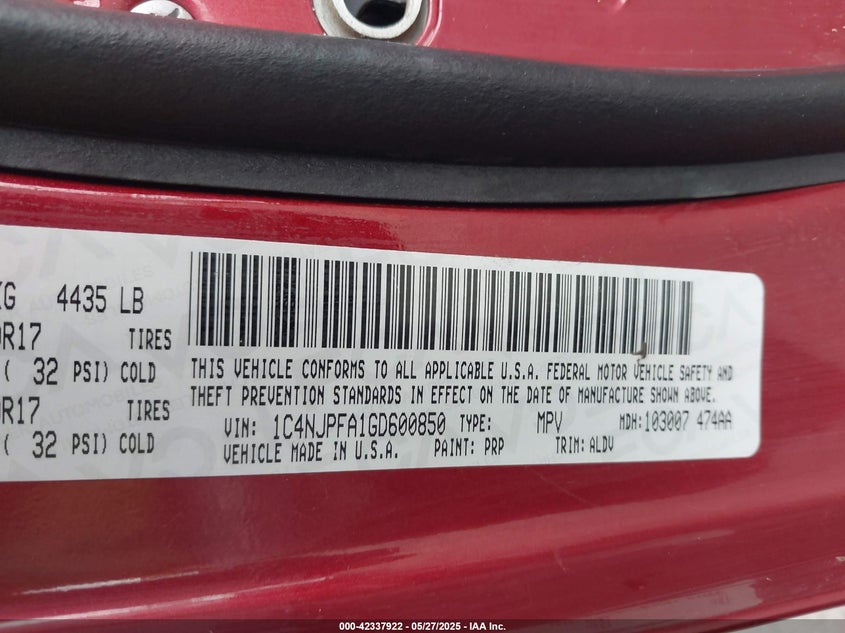 KG 4435 LB
0R17 TIRES
( 32 PSI) COLD
0R17 TIRES
( 32 PSI) COLD
THIS VEHICLE CONFORMS TO ALL APPLICABLE U.S.A. FEDERAL MOTOR VEHICLE SAFETY AND
THEFT PREVENTION STANDARDS IN EFFECT ON THE DATE OF MANUFACTURE SHOWN ABOVE.
VIN: 1C4NJPFA1GD600850 TYPE: MPV MDH:103007 474AA
VEHICLE MADE IN U.S.A. PAINT: PRP TRIM: ALDV
000-42337922 - 05/27/2025 - IAA Inc.